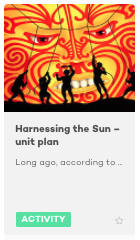 Harnessing the Sun –
unit plan
Long ago, according to ...
ACTIVITY